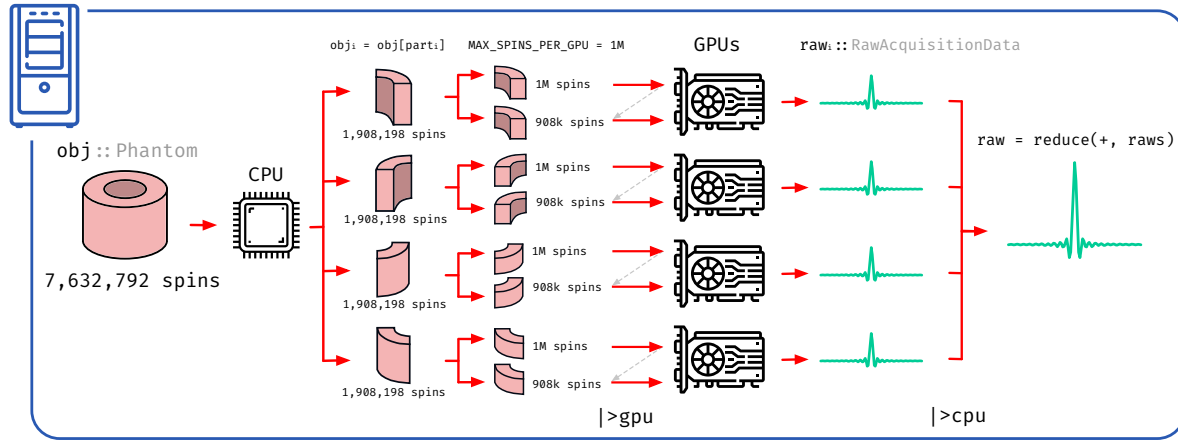 objᵢ = obj[partᵢ]
MAX_SPINS_PER_GPU = 1M
GPUs
rawᵢ::RawAcquisitionData
obj::Phantom
CPU
7,632,792 spins
1,908,198 spins
1M spins
908k spins
1,908,198 spins
1M spins
908k spins
1,908,198 spins
1M spins
908k spins
1,908,198 spins
1M spins
908k spins
raw = reduce(+, raws)
|>gpu
|>cpu